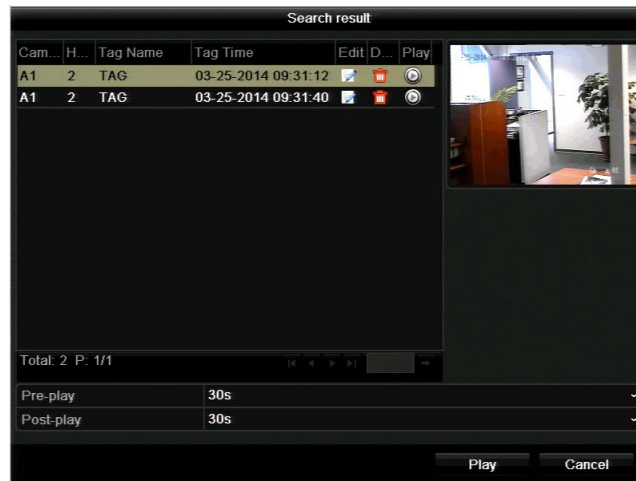 Search result
Cam... H... Tag Name Tag Time Edit D... Play
A1 2 TAG 03-25-2014 09:31:12
A1 2 TAG 03-25-2014 09:31:40
Total: 2 P: 1/1
Pre-play 30s
Post-play 30s
Play Cancel